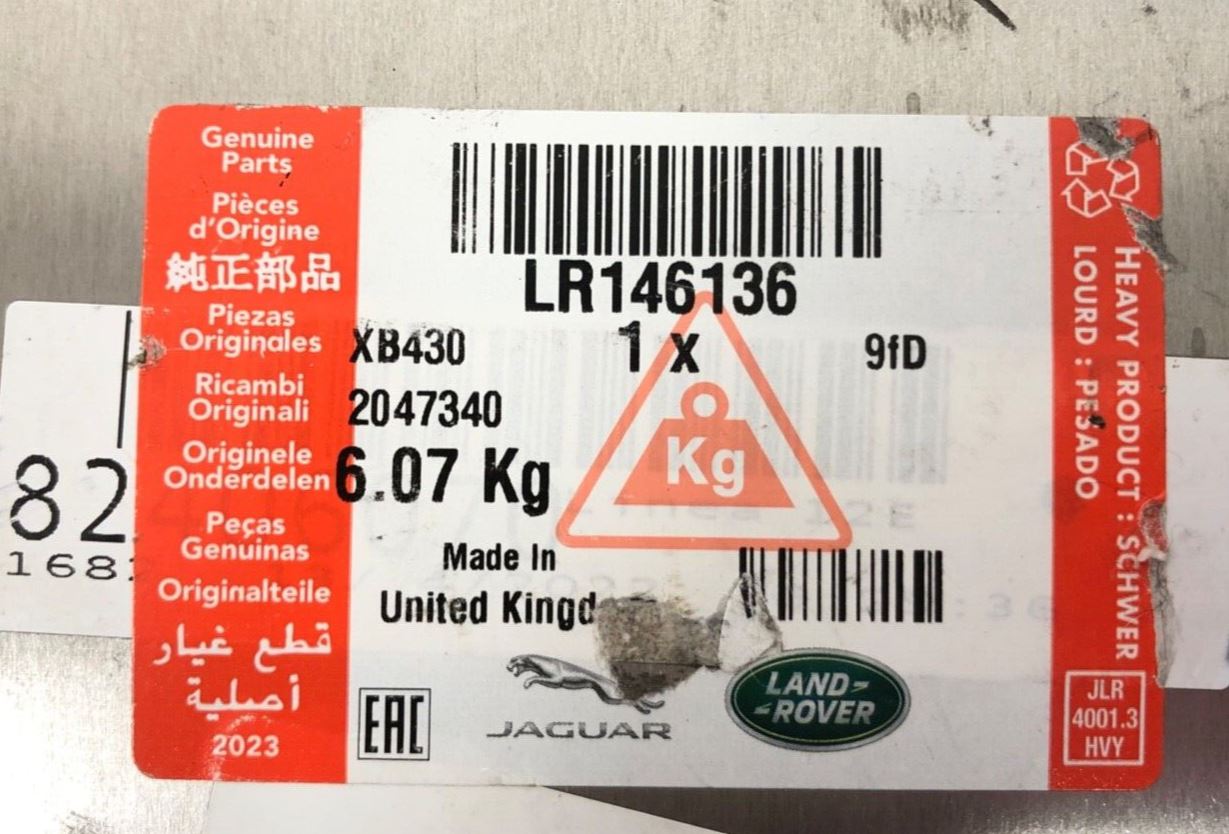 Genuine
Parts
Pièces
d'Origine
純正部品
Piezas
Originales
Ricambi
Originali
Originele
Onderdelen
Peças
Genuinas
Originalteile
قطع غيار
أصلية
2023
LR146136
XB430 1 x 9fD
2047340
6.07 Kg
Kg
Made In
United Kingd
EAC
JAGUAR
LAND-
-ROVER
HEAVY PRODUCT : SCHWER
LOURD : PESADO
JLR
4001.3
HVY
82
168